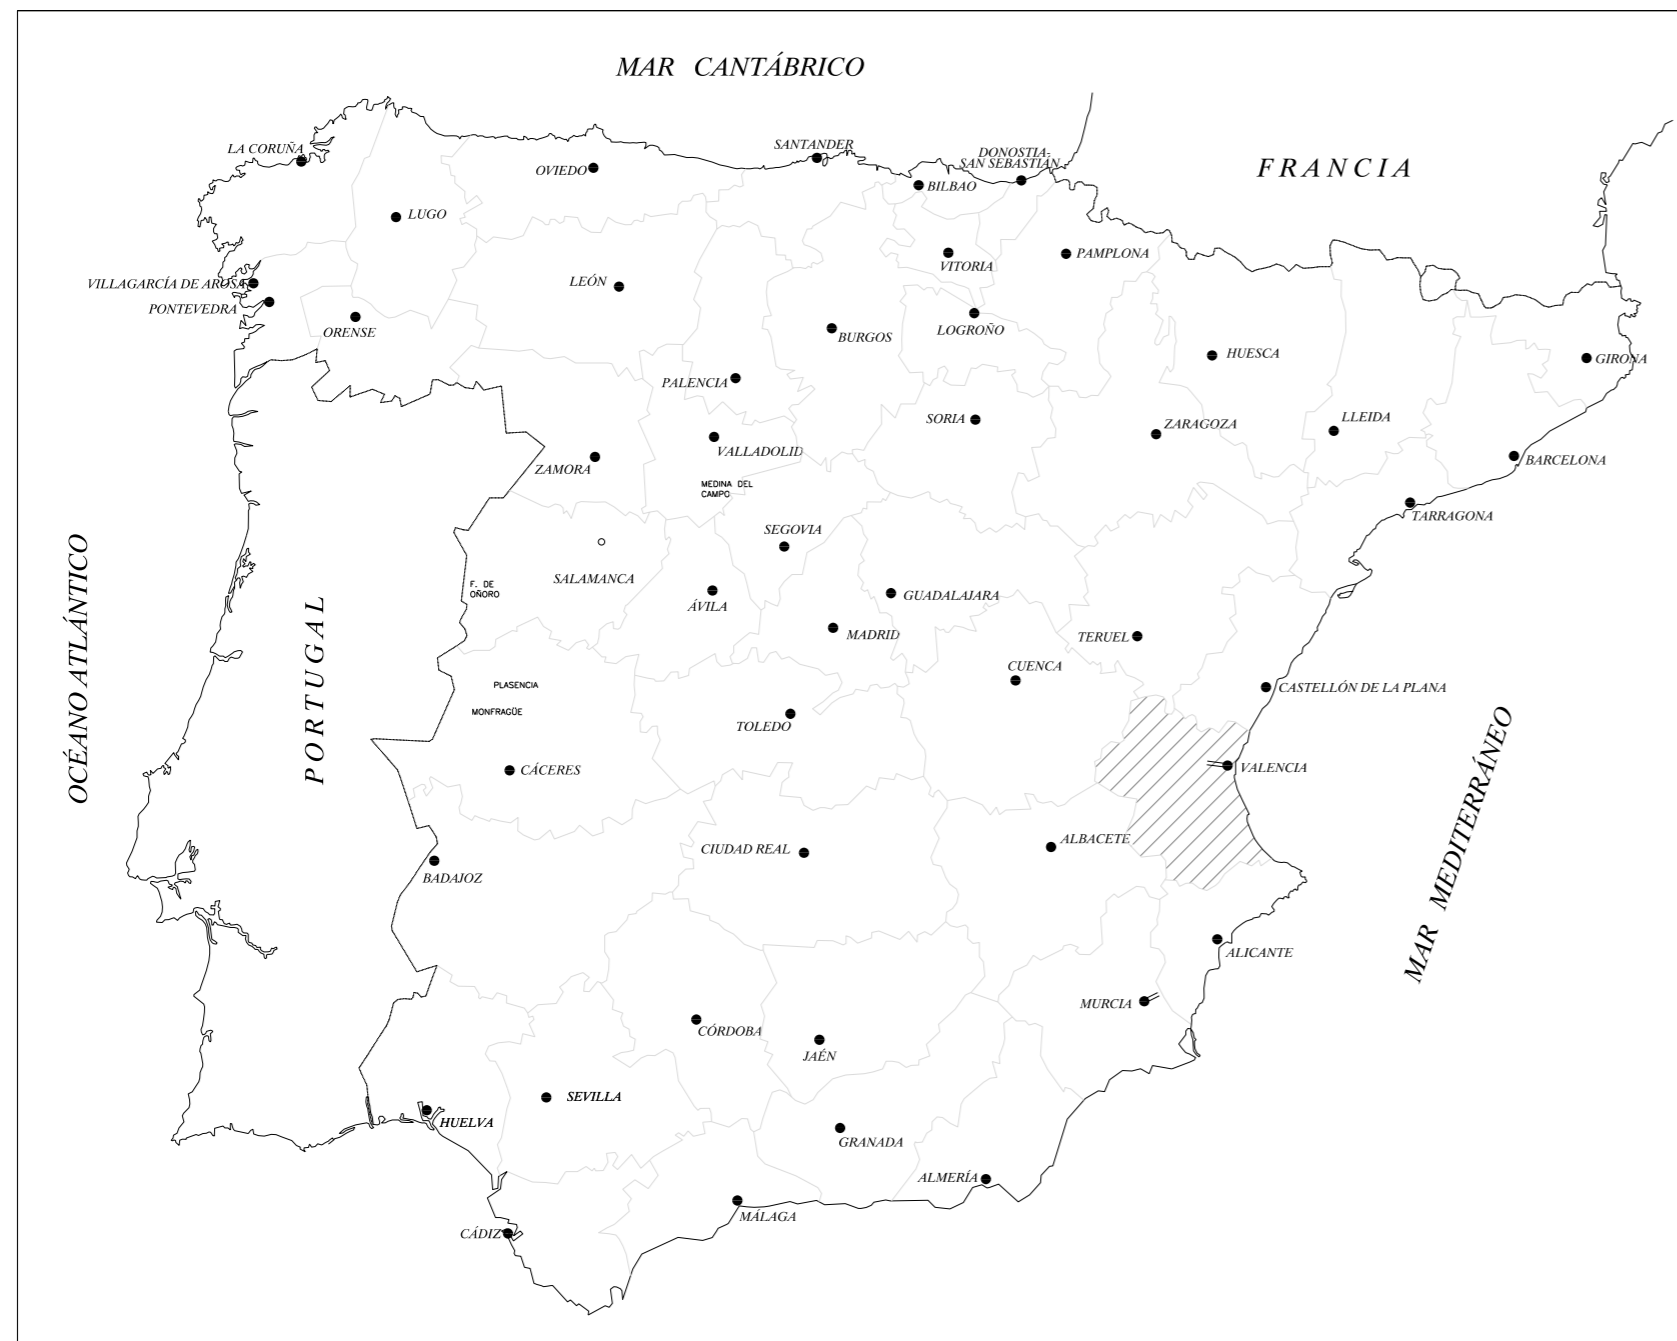 MAR CANTÁBRICO
LA CORUÑA
SANTANDER
DONOSTIA-
SAN SEBASTIÁN
FRANCIA
OVIEDO
BILBAO
LUGO
VITORIA
PAMPLONA
VILLAGARCÍA DE AROSA
LEÓN
PONTEVEDRA
ORENSE
BURGOS
LOGROÑO
HUESCA
GIRONA
PALENCIA
SORIA
ZARAGOZA
LLEIDA
VALLADOLID
ZAMORA
BARCELONA
MEDINA DEL
CAMPO
TARRAGONA
SEGOVIA
SALAMANCA
F. DE
OÑORO
ÁVILA
GUADALAJARA
MADRID
TERUEL
OCÉANO ATLÁNTICO
PORTUGAL
CUENCA
PLASENCIA
CASTELLÓN DE LA PLANA
MONFRAGÜE
TOLEDO
CÁCERES
VALENCIA
MAR MEDITERRÁNEO
CIUDAD REAL
ALBACETE
BADAJOZ
ALICANTE
MURCIA
CÓRDOBA
JAÉN
SEVILLA
HUELVA
GRANADA
ALMERÍA
MÁLAGA
CÁDIZ